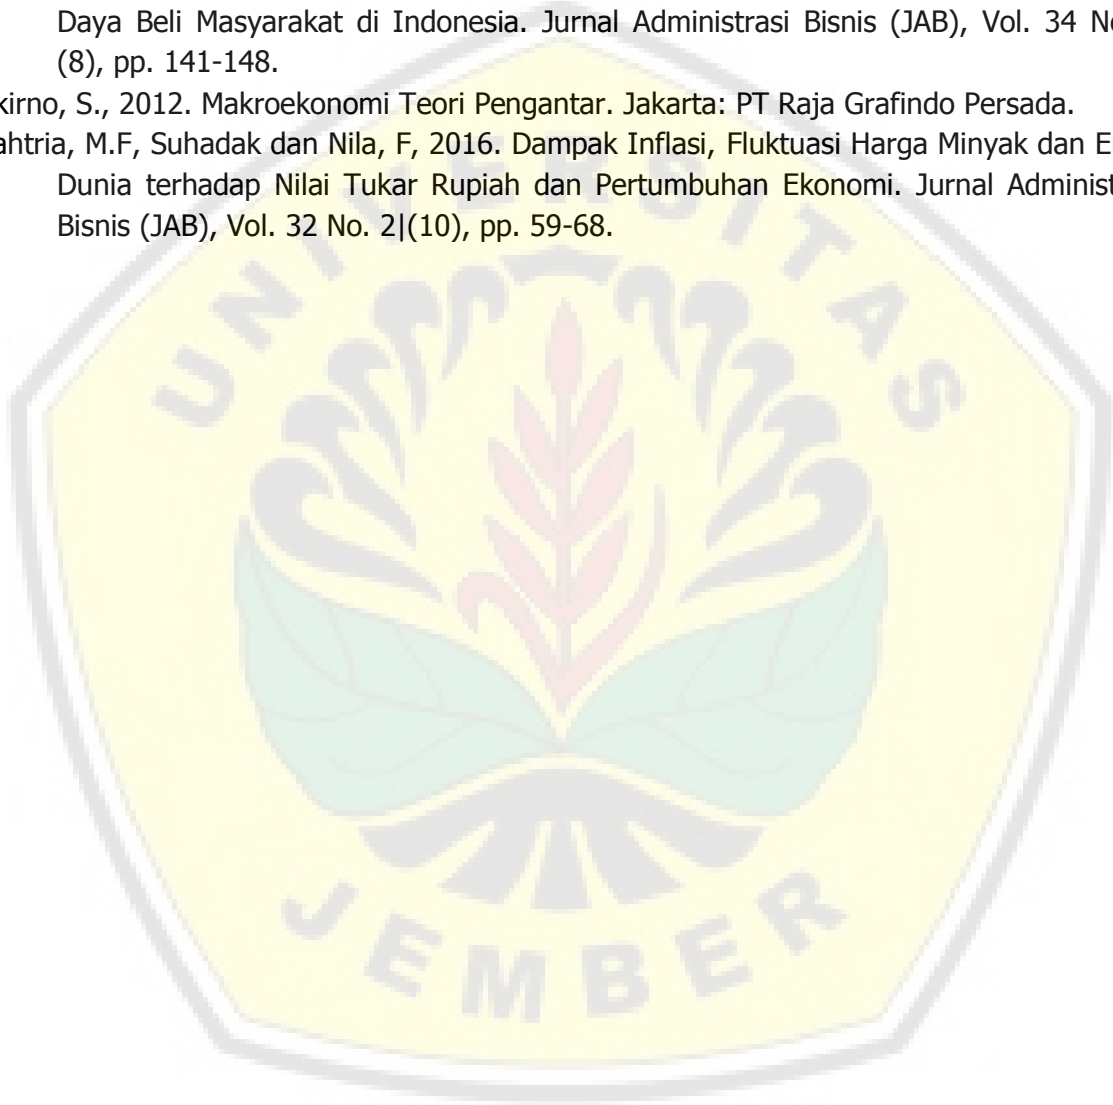 Daya Beli Masyarakat di Indonesia. Jurnal Administrasi Bisnis (JAB), Vol. 34 No
(8), pp. 141-148.
kirno, S., 2012. Makroekonomi Teori Pengantar. Jakarta: PT Raja Grafindo Persada.
ahtria, M.F, Suhadak dan Nila, F, 2016. Dampak Inflasi, Fluktuasi Harga Minyak dan E
Dunia terhadap Nilai Tukar Rupiah dan Pertumbuhan Ekonomi. Jurnal Administ
Bisnis (JAB), Vol. 32 No. 2|(10), pp. 59-68.
UNIVERSITAS
JEMBER